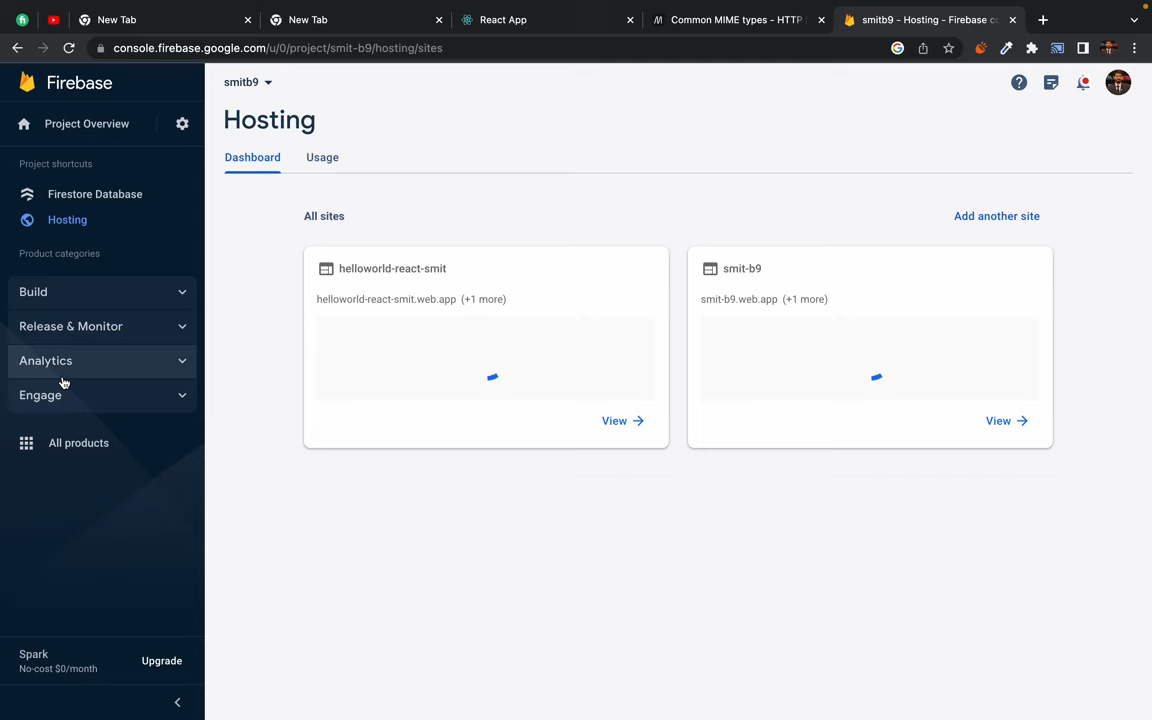 New Tab
New Tab
React App
Common MIME types - HTTP
smitb9 - Hosting - Firebase co
console.firebase.google.com/u/0/project/smit-b9/hosting/sites
Firebase
smitb9
Project Overview
Hosting
Dashboard
Usage
Project shortcuts
Firestore Database
Hosting
Product categories
Build
Release & Monitor
Analytics
Engage
All products
All sites
Add another site
helloworld-react-smit
helloworld-react-smit.web.app (+1 more)
View
smit-b9
smit-b9.web.app (+1 more)
View
Spark
No-cost $0/month
Upgrade